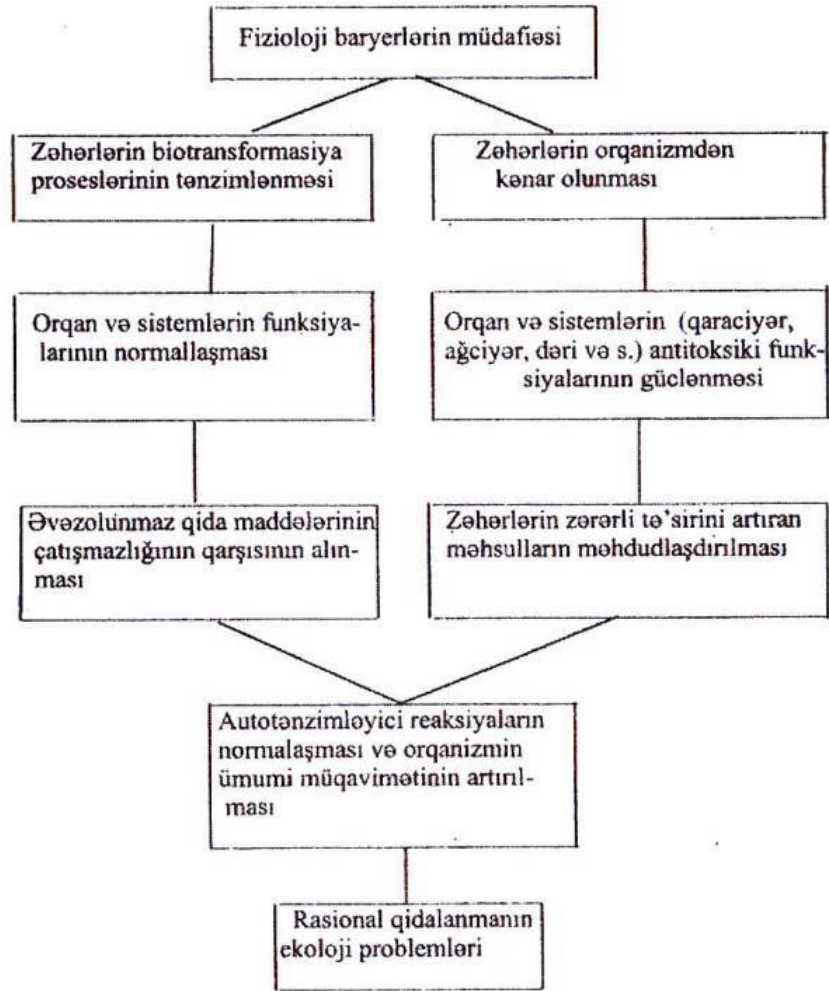 Fizioloji baryerlərin müdafiəsi
Zəhərlərin biotransformasiya
proseslərinin tənzimlənməsi
Zəhərlərin orqanizmdən
kənar olunması
Orqan və sistemlərin funksiya-
larının normallaşması
Orqan və sistemlərin (qaraciyər,
ağciyər, dəri və s.) antitoksiki funk-
siyalarının güclənməsi
Əvəzolunmaz qida maddələrinin
çatışmazlığının qarşısının alın-
ması
Zəhərlərin zərərli tə'sirini artıran
məhsulların məhdudlaşdırılması
Autotənzimləyici reaksiyaların
normalaşması və orqanizmin
ümumi müqavimətinin artırıl-
ması
Rasional qidalanmanın
ekoloji problemləri